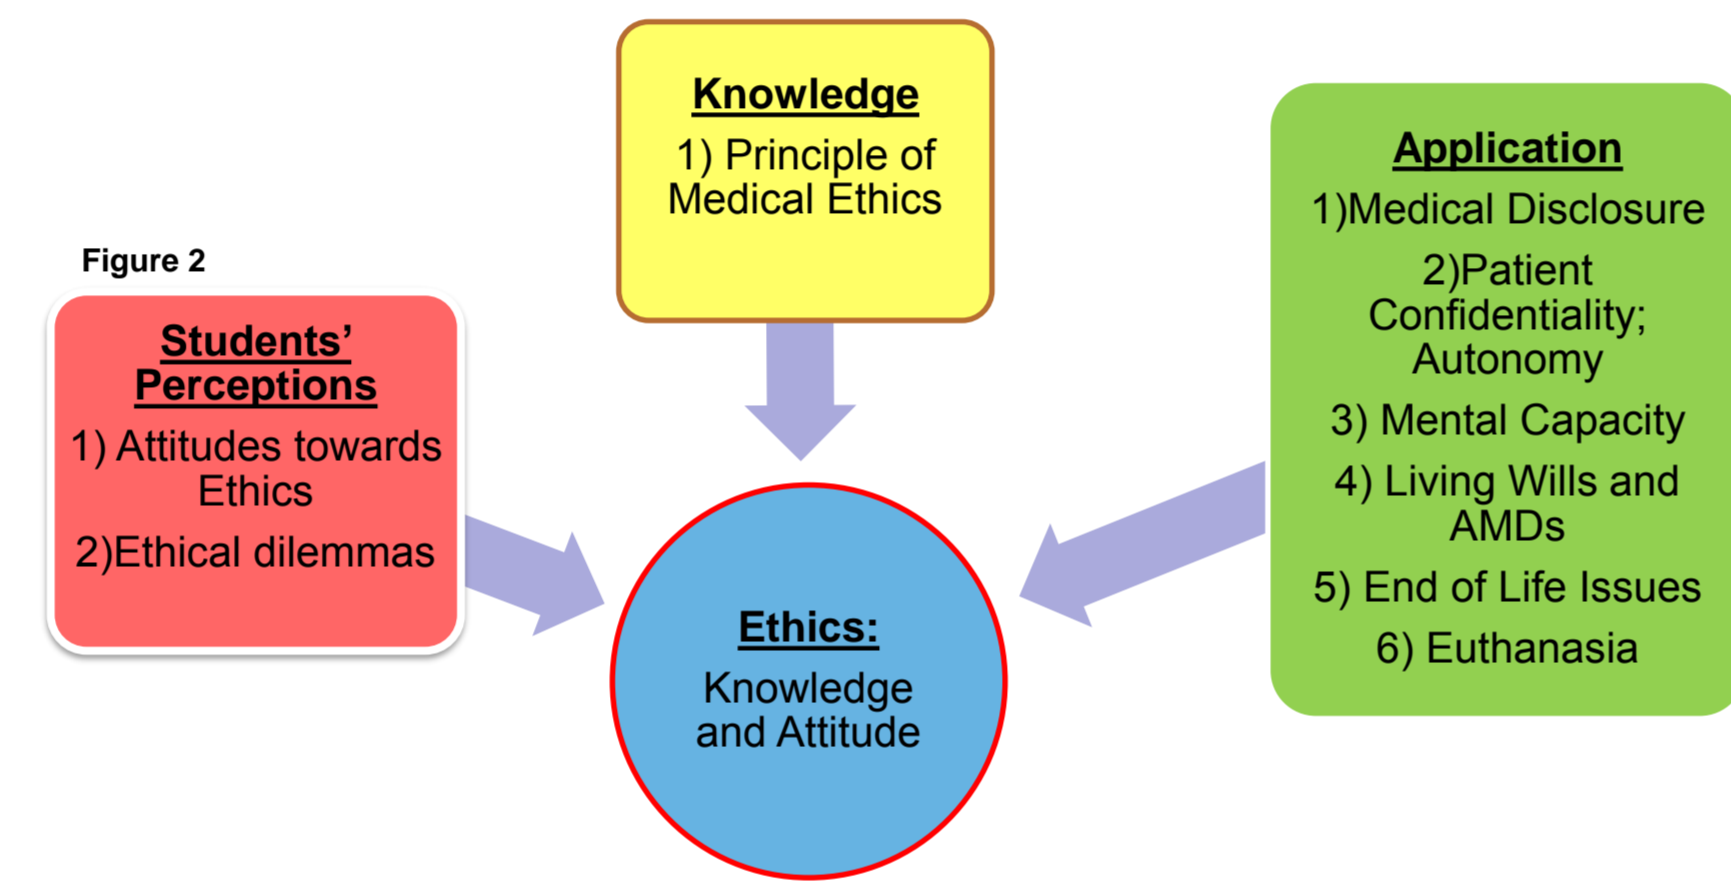 Knowledge
1) Principle of
Medical Ethics
Figure 2
Students’
Perceptions
1) Attitudes towards
Ethics
2)Ethical dilemmas
Application
1)Medical Disclosure
2)Patient
Confidentiality;
Autonomy
3) Mental Capacity
4) Living Wills and
AMDs
5) End of Life Issues
6) Euthanasia
Ethics:
Knowledge
and Attitude